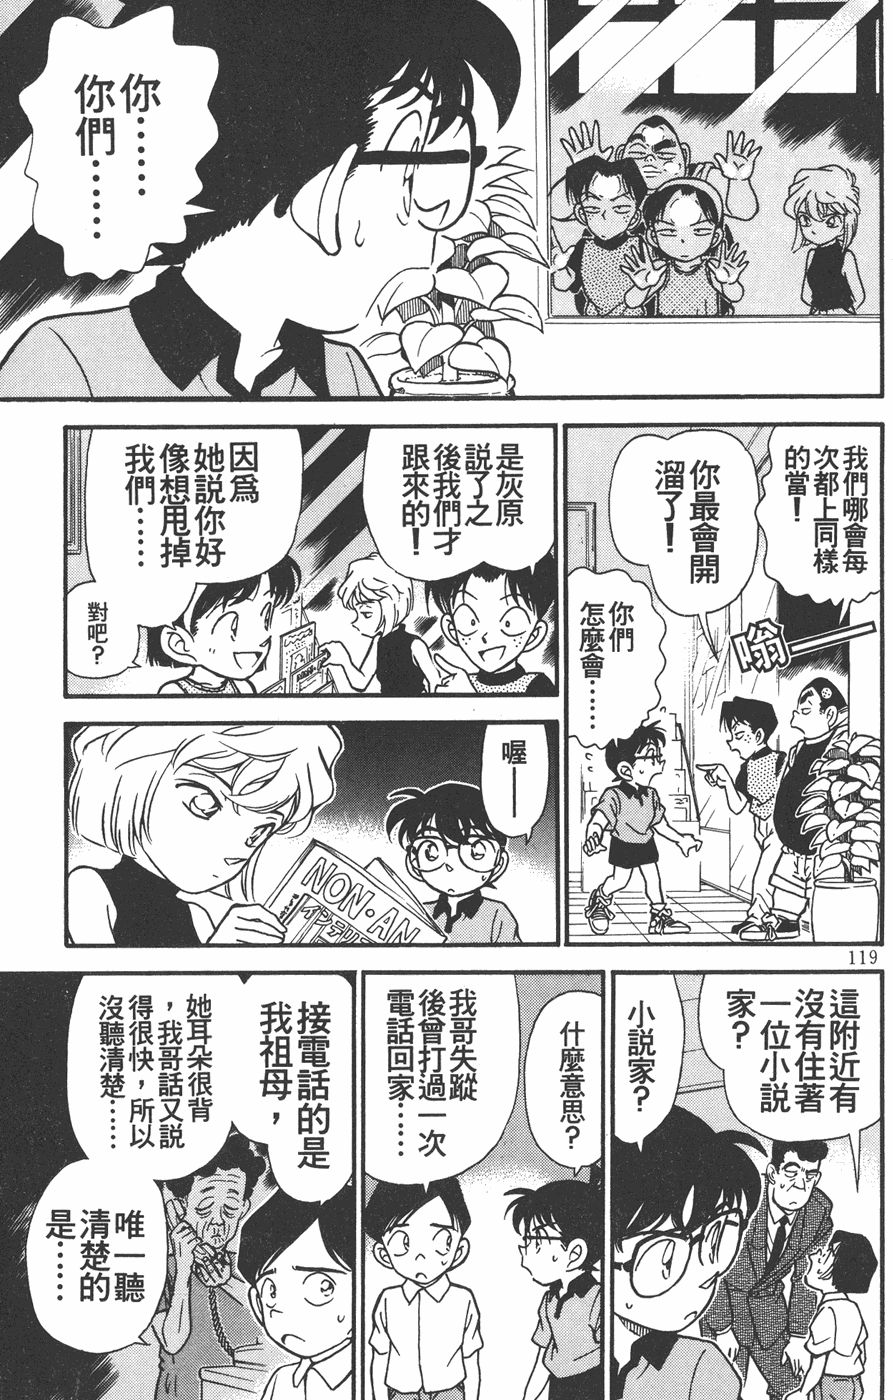 你……
你們……
我們哪會每
次都上同樣
的當！
你最會開
溜了！
你們
怎麼會……
嗡——
是灰原
説了之
後我們才
跟來的！
因爲
她説你好
像想甩掉
我們……
對吧？
喔——
NON·AN
119
這附近有
沒有住著
一位小説
家？
小説家？
什麼意思？
我哥失蹤
後曾打過一次
電話回家……
接電話的是
我祖母，
她耳朵很背
，我哥話又説
得很快，所以
沒聽清楚……
唯一聽
清楚的
是……